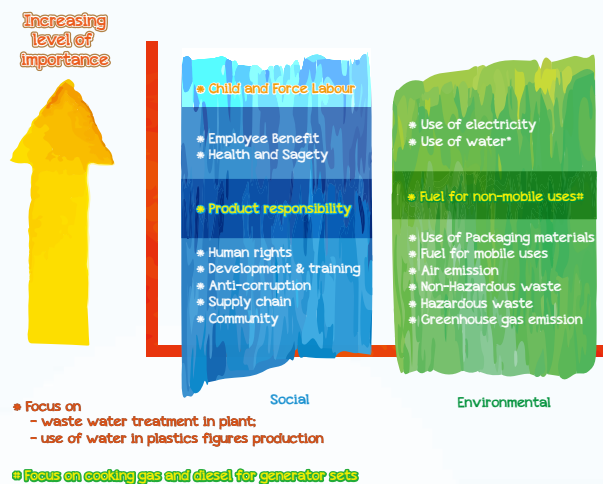 Increasing
level of
importance
* Child and Force Labour
* Employee Benefit
* Health and Sagety
* Product responsibility
* Human rights
* Development & training
* Anti-corruption
* Supply chain
* Community
Social
* Use of electricity
* Use of water*
* Fuel for non-mobile uses#
* Use of Packaging materials
* Fuel for mobile uses
* Air emission
* Non-Hazardous waste
* Hazardous waste
* Greenhouse gas emission
Environmental
* Focus on
- waste water treatment in plant;
- use of water in plastics figures production
# Focus on cooking gas and diesel for generator sets